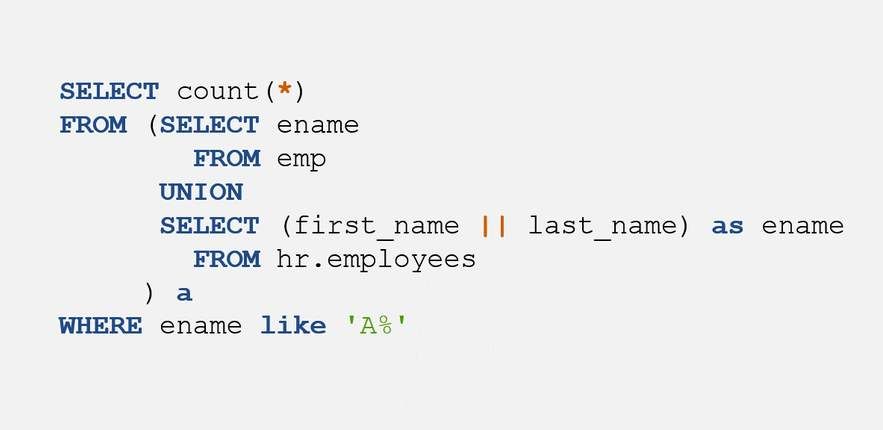 SELECT count(*)
FROM (SELECT ename
FROM emp
UNION
SELECT (first_name || last_name) as ename
FROM hr.employees
) a
WHERE ename like 'A%'